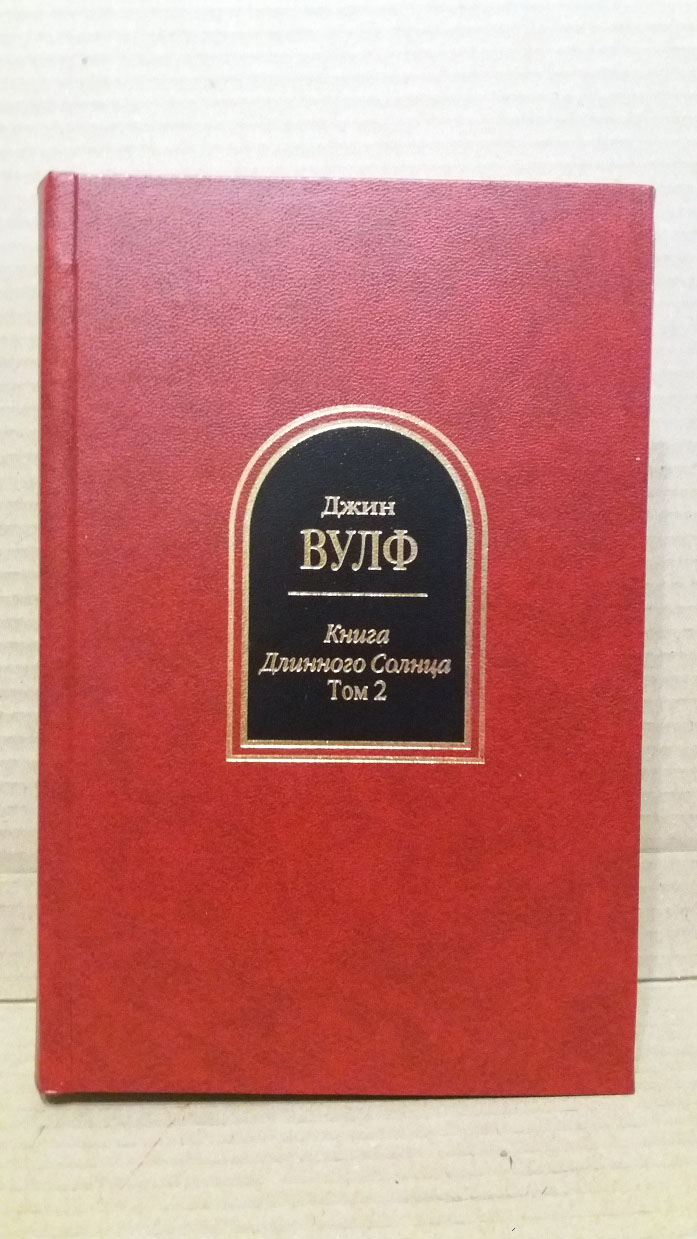 Джин
ВУЛФ
Книга
Длинного Солнца
Том 2